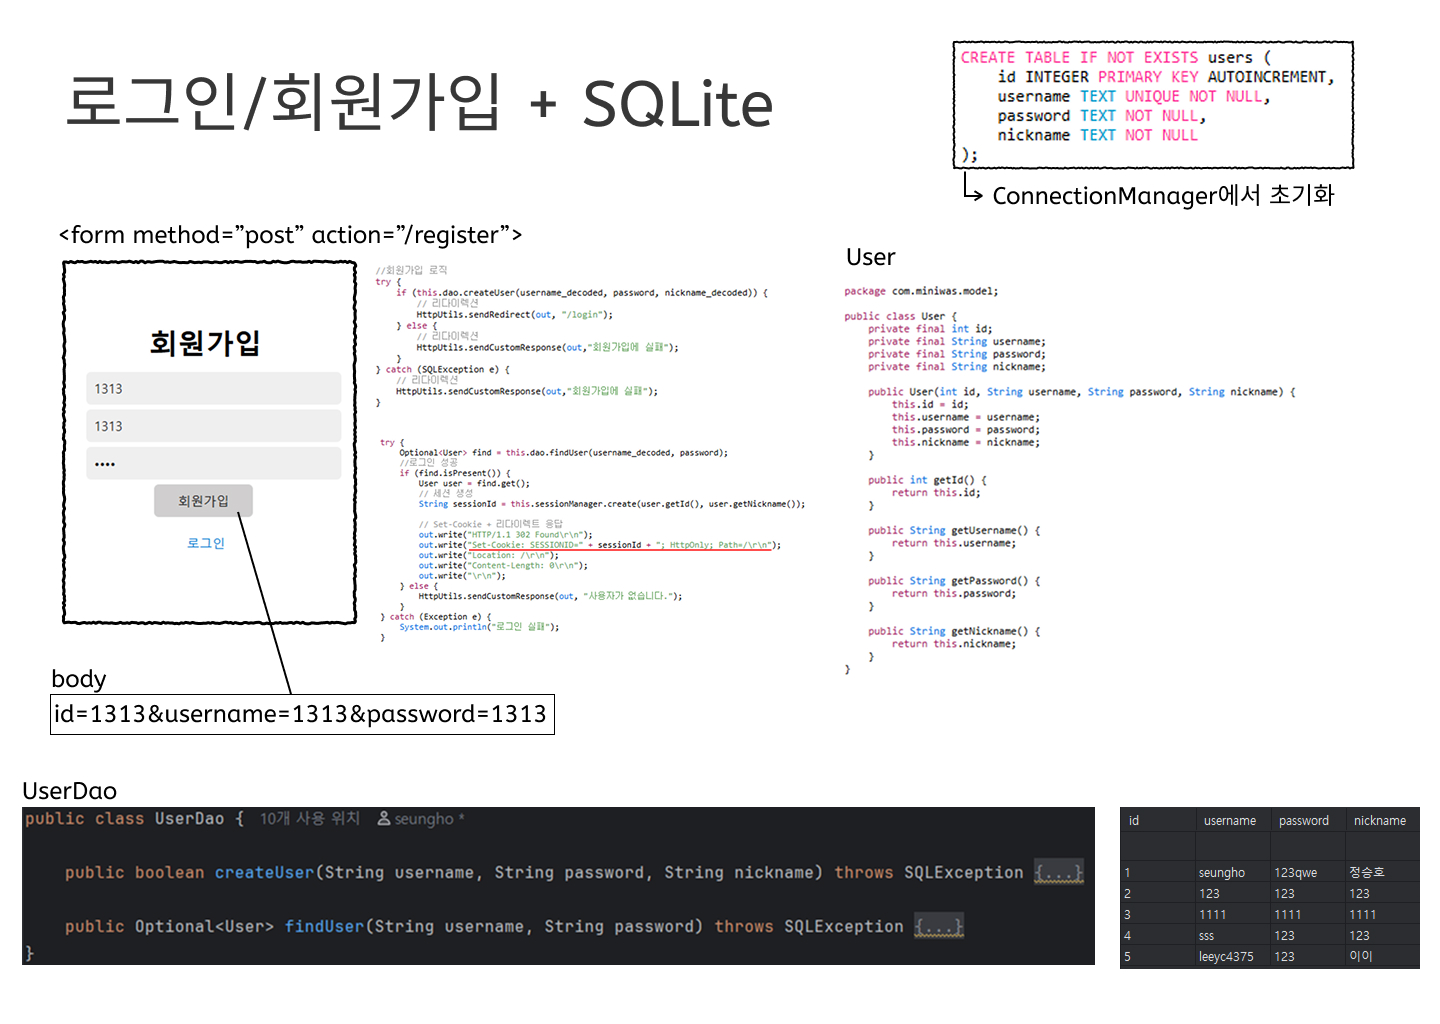 로그인/회원가입 + SQLite
CREATE TABLE IF NOT EXISTS users (
    id INTEGER PRIMARY KEY AUTOINCREMENT,
    username TEXT UNIQUE NOT NULL,
    password TEXT NOT NULL,
    nickname TEXT NOT NULL
);
ConnectionManager에서 초기화
<form method=”post” action=”/register”>
회원가입
1313
1313
••••
회원가입
로그인
body
id=1313&username=1313&password=1313
//회원가입 로직
try {
    if (this.dao.createUser(username_decoded, password, nickname_decoded)) {
        // 리다이렉션
        HttpUtils.sendRedirect(out, "/login");
    } else {
        // 리다이렉션
        HttpUtils.sendCustomResponse(out,"회원가입에 실패");
    }
} catch (SQLException e) {
    // 리다이렉션
    HttpUtils.sendCustomResponse(out,"회원가입에 실패");
}
try {
    Optional<User> find = this.dao.findUser(username_decoded, password);
    //로그인 성공
    if (find.isPresent()) {
        User user = find.get();
        // 세션 생성
        String sessionId = this.sessionManager.create(user.getId(), user.getNickname());
        // Set-Cookie + 리다이렉트 응답
        out.write("HTTP/1.1 302 Found\r\n");
        out.write("Set-Cookie: SESSIONID=" + sessionId + "; HttpOnly; Path=/\r\n");
        out.write("Location: /\r\n");
        out.write("Content-Length: 0\r\n");
        out.write("\r\n");
    } else {
        HttpUtils.sendCustomResponse(out, "사용자가 없습니다.");
    }
} catch (Exception e) {
    System.out.println("로그인 실패");
}
User
package com.miniwas.model;
public class User {
    private final int id;
    private final String username;
    private final String password;
    private final String nickname;
    public User(int id, String username, String password, String nickname) {
        this.id = id;
        this.username = username;
        this.password = password;
        this.nickname = nickname;
    }
    public int getId() {
        return this.id;
    }
    public String getUsername() {
        return this.username;
    }
    public String getPassword() {
        return this.password;
    }
    public String getNickname() {
        return this.nickname;
    }
}
UserDao
public class UserDao { 10개 사용 위치 seungho *
    public boolean createUser(String username, String password, String nickname) throws SQLException {...}
    public Optional<User> findUser(String username, String password) throws SQLException {...}
}
id username password nickname
1 seungho 123qwe 정승호
2 123 123 123
3 1111 1111 1111
4 sss 123 123
5 leeyc4375 123 이이